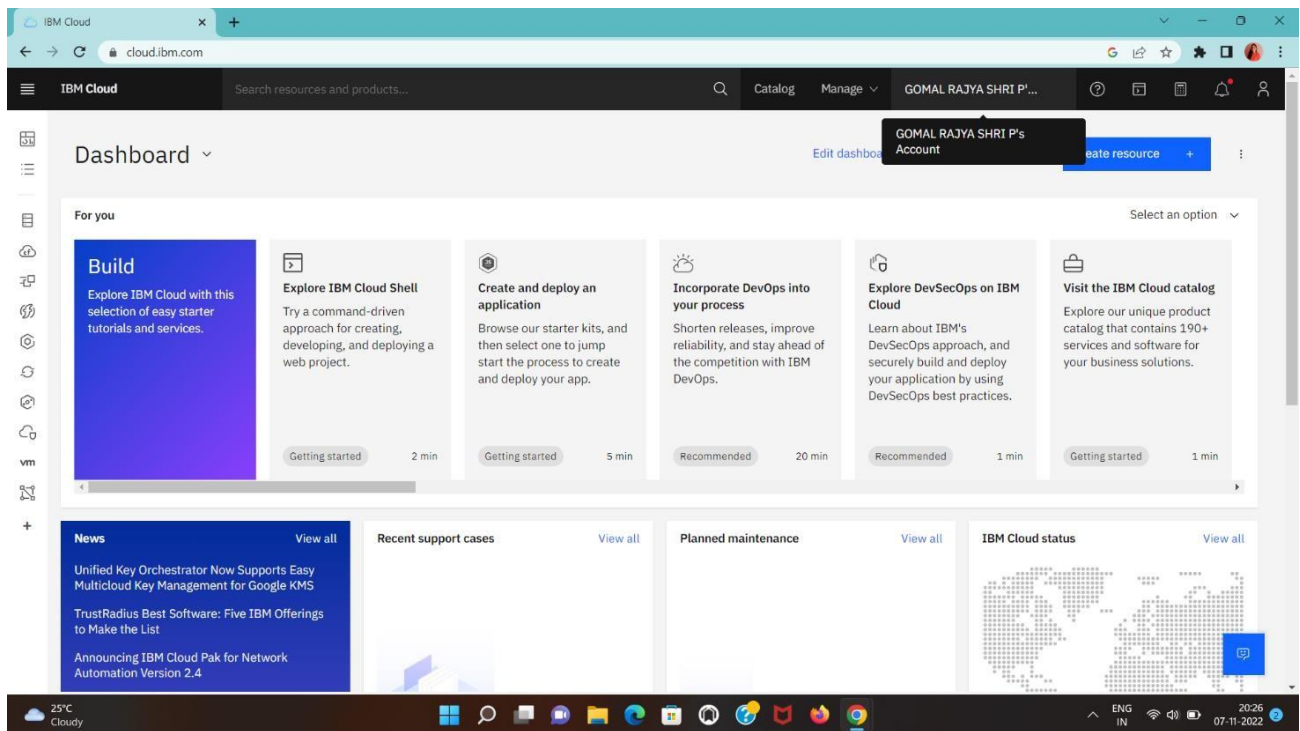 IBM Cloud
cloud.ibm.com
IBM Cloud
Search resources and products...
Catalog
Manage
GOMAL RAJYA SHRI P'...
GOMAL RAJYA SHRI P's
Account
Dashboard
Edit dashboa
eate resource +
For you
Select an option
Build
Explore IBM Cloud with this
selection of easy starter
tutorials and services.
Explore IBM Cloud Shell
Try a command-driven
approach for creating,
developing, and deploying a
web project.
Getting started
2 min
Create and deploy an
application
Browse our starter kits, and
then select one to jump
start the process to create
and deploy your app.
Getting started
5 min
Incorporate DevOps into
your process
Shorten releases, improve
reliability, and stay ahead of
the competition with IBM
DevOps.
Recommended
20 min
Explore DevSecOps on IBM
Cloud
Learn about IBM's
DevSecOps approach, and
securely build and deploy
your application by using
DevSecOps best practices.
Recommended
1 min
Visit the IBM Cloud catalog
Explore our unique product
catalog that contains 190+
services and software for
your business solutions.
Getting started
1 min
vm
News
View all
Unified Key Orchestrator Now Supports Easy
Multicloud Key Management for Google KMS
TrustRadius Best Software: Five IBM Offerings
to Make the List
Announcing IBM Cloud Pak for Network
Automation Version 2.4
Recent support cases
View all
Planned maintenance
View all
IBM Cloud status
View all
25°C
Cloudy
ENG
IN
20:26
07-11-2022
2